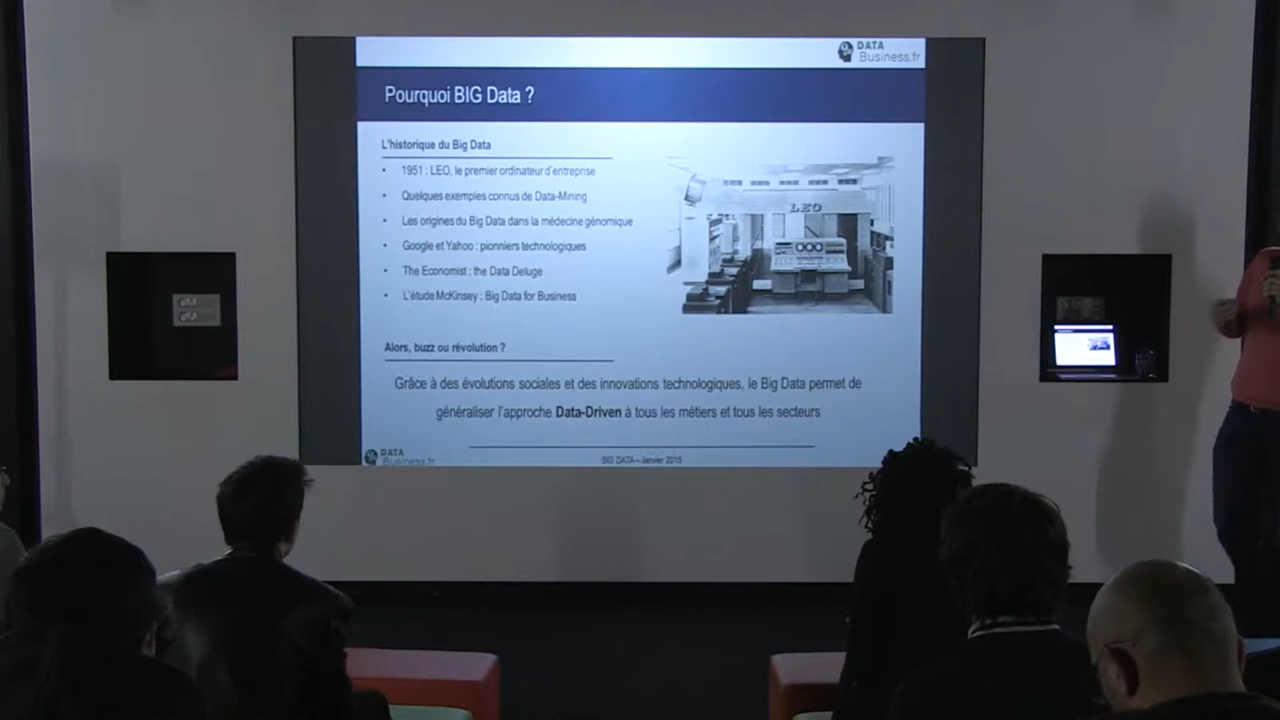 DATA
Business.fr
Pourquoi BIG Data ?
L'historique du Big Data
• 1951 : LEO, le premier ordinateur d'entreprise
• Quelques exemples connus de Data-Mining
• Les origines du Big Data dans la médecine génomique
• Google et Yahoo : pionniers technologiques
• The Economist : the Data Deluge
• L'étude McKinsey : Big Data for Business
LEO
Alors, buzz ou révolution ?
Grâce à des évolutions sociales et des innovations technologiques, le Big Data permet de
généraliser l'approche Data-Driven à tous les métiers et tous les secteurs
DATA
Business.fr
BIG DATA – Janvier 2015